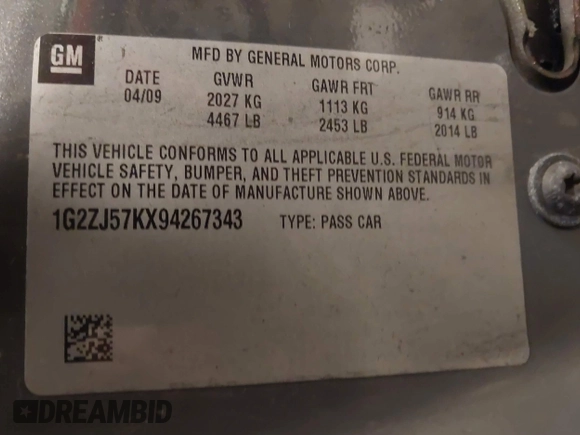 GM
MFD BY GENERAL MOTORS CORP.
DATE GVWR GAWR FRT GAWR RR
04/09 2027 KG 1113 KG 914 KG
4467 LB 2453 LB 2014 LB
THIS VEHICLE CONFORMS TO ALL APPLICABLE U.S. FEDERAL MOTOR
VEHICLE SAFETY, BUMPER, AND THEFT PREVENTION STANDARDS IN
EFFECT ON THE DATE OF MANUFACTURE SHOWN ABOVE.
1G2ZJ57KX94267343 TYPE: PASS CAR
DREAMBID